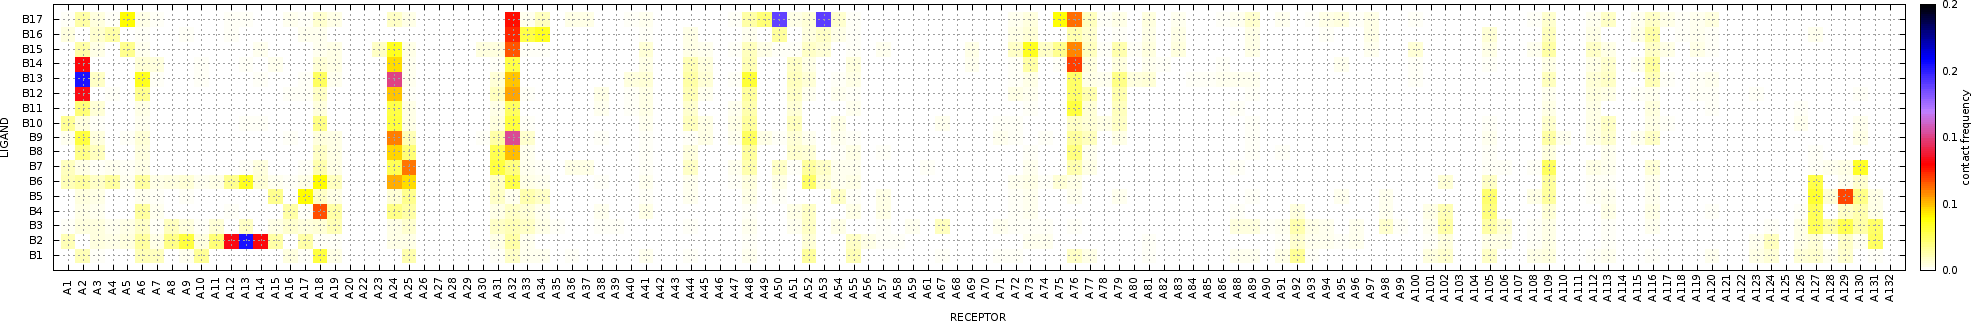 B17
B16
B15
B14
B13
B12
B11
B10
B9
B8
B7
B6
B5
B4
B3
B2
B1
LIGAND
A1 A2 A3 A4 A5 A6 A7 A8 A9 A10 A11 A12 A13 A14 A15 A16 A17 A18 A19 A20 A22 A23 A24 A25 A26 A27 A28 A29 A30 A31 A32 A33 A34 A35 A36 A37 A38 A39 A40 A41 A42 A43 A44 A45 A46 A47 A48 A49 A50 A51 A52 A53 A54 A55 A56 A57 A58 A59 A61 A67 A68 A69 A70 A71 A72 A73 A74 A75 A76 A77 A78 A79 A80 A81 A82 A83 A84 A85 A86 A88 A89 A90 A91 A92 A93 A94 A95 A96 A97 A98 A99 A100 A101 A102 A103 A104 A105 A106 A107 A108 A109 A110 A111 A112 A113 A114 A115 A116 A117 A118 A119 A120 A121 A122 A123 A124 A125 A126 A127 A128 A129 A130 A131 A132
RECEPTOR
0.2
0.2
0.1
0.1
0.0
contact frequency